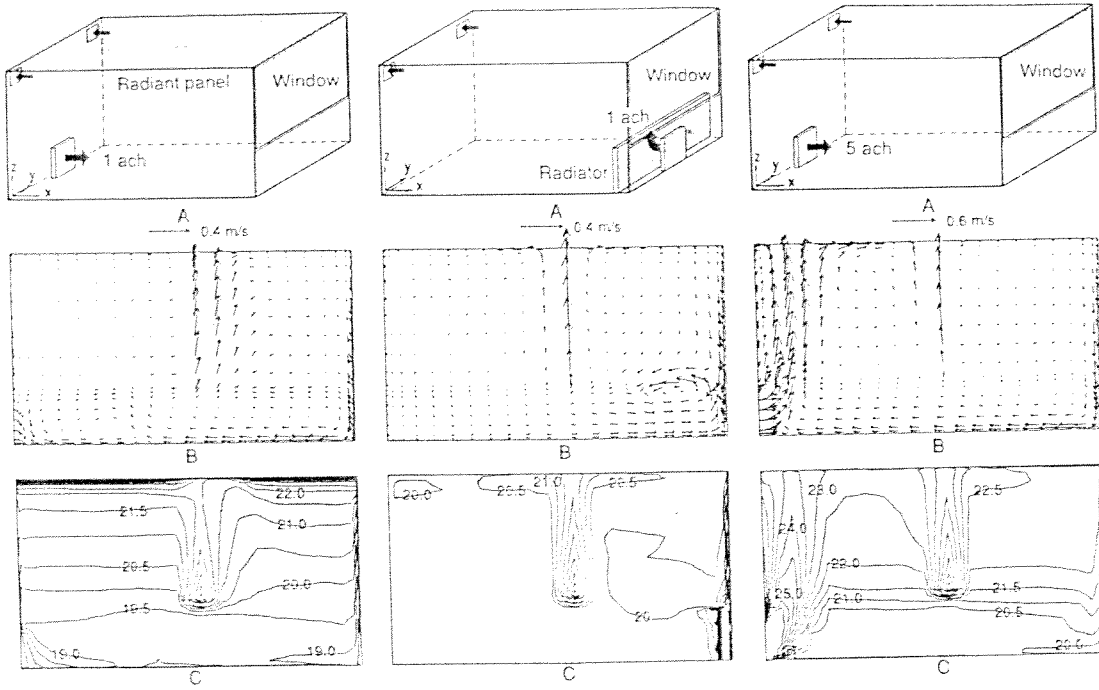 Radiant panel
Window
1 ach
z
y
x
A
0.4 m/s
B
22.0
21.5
21.0
20.5
20.0
19.5
19.0
19.0
C
Window
1 ach
Radiator
z
y
x
A
0.4 m/s
B
20.0
20.5
21.0
20.5
20
C
Window
5 ach
z
y
x
A
0.6 m/s
B
23.0
22.5
24.0
22.0
25.0
21.0
21.5
20.5
20.0
C